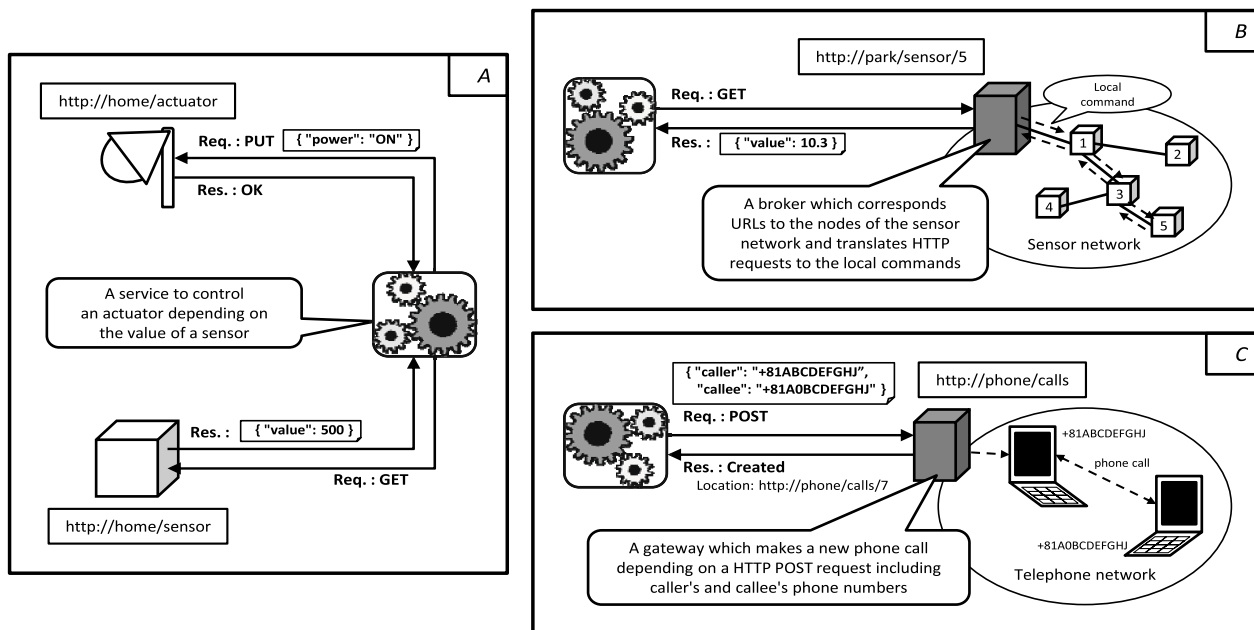 A
http://home/actuator
Req. : PUT
{ "power": "ON" }
Res. : OK
A service to control
an actuator depending on
the value of a sensor
Res. :
{ "value": 500 }
Req. : GET
http://home/sensor
B
http://park/sensor/5
Req. : GET
Res. :
{ "value": 10.3 }
Local
command
1
2
3
4
5
Sensor network
A broker which corresponds
URLs to the nodes of the sensor
network and translates HTTP
requests to the local commands
C
{ "caller": "+81ABCDEFGHJ",
"callee": "+81A0BCDEFGHJ" }
http://phone/calls
Req. : POST
Res. : Created
Location: http://phone/calls/7
+81ABCDEFGHJ
phone call
+81A0BCDEFGHJ
Telephone network
A gateway which makes a new phone call
depending on a HTTP POST request including
caller's and callee's phone numbers